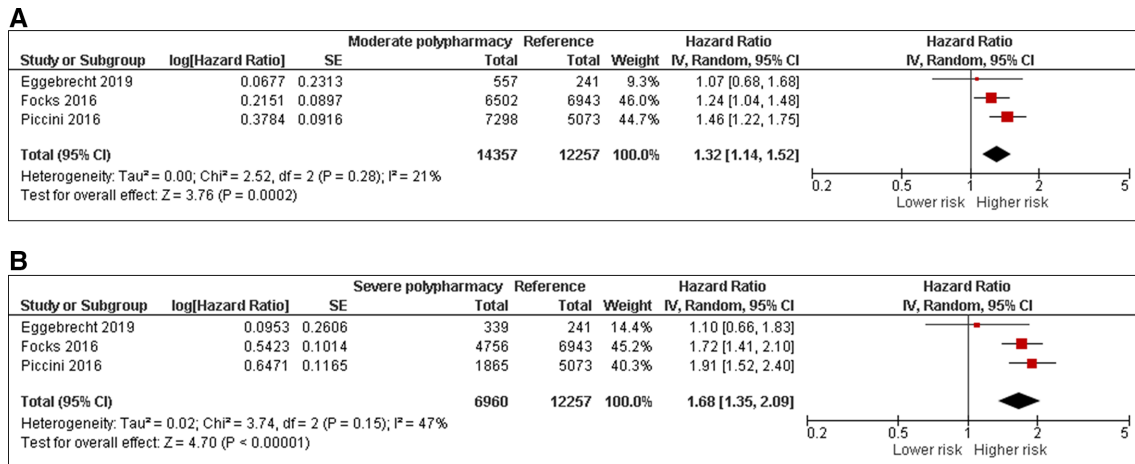 A
Moderate polypharmacy Reference Hazard Ratio Hazard Ratio
Study or Subgroup log[Hazard Ratio] SE Total Total Weight IV, Random, 95% CI IV, Random, 95% CI
Eggebrecht 2019 0.0677 0.2313 557 241 9.3% 1.07 [0.68, 1.68]
Focks 2016 0.2151 0.0897 6502 6943 46.0% 1.24 [1.04, 1.48]
Piccini 2016 0.3784 0.0916 7298 5073 44.7% 1.46 [1.22, 1.75]
Total (95% CI) 14357 12257 100.0% 1.32 [1.14, 1.52]
Heterogeneity: Tau² = 0.00; Chi² = 2.52, df = 2 (P = 0.28); I² = 21%
Test for overall effect: Z = 3.76 (P = 0.0002)
0.2 0.5 1 2 5
Lower risk Higher risk
B
Severe polypharmacy Reference Hazard Ratio Hazard Ratio
Study or Subgroup log[Hazard Ratio] SE Total Total Weight IV, Random, 95% CI IV, Random, 95% CI
Eggebrecht 2019 0.0953 0.2606 339 241 14.4% 1.10 [0.66, 1.83]
Focks 2016 0.5423 0.1014 4756 6943 45.2% 1.72 [1.41, 2.10]
Piccini 2016 0.6471 0.1165 1865 5073 40.3% 1.91 [1.52, 2.40]
Total (95% CI) 6960 12257 100.0% 1.68 [1.35, 2.09]
Heterogeneity: Tau² = 0.02; Chi² = 3.74, df = 2 (P = 0.15); I² = 47%
Test for overall effect: Z = 4.70 (P < 0.00001)
0.2 0.5 1 2 5
Lower risk Higher risk